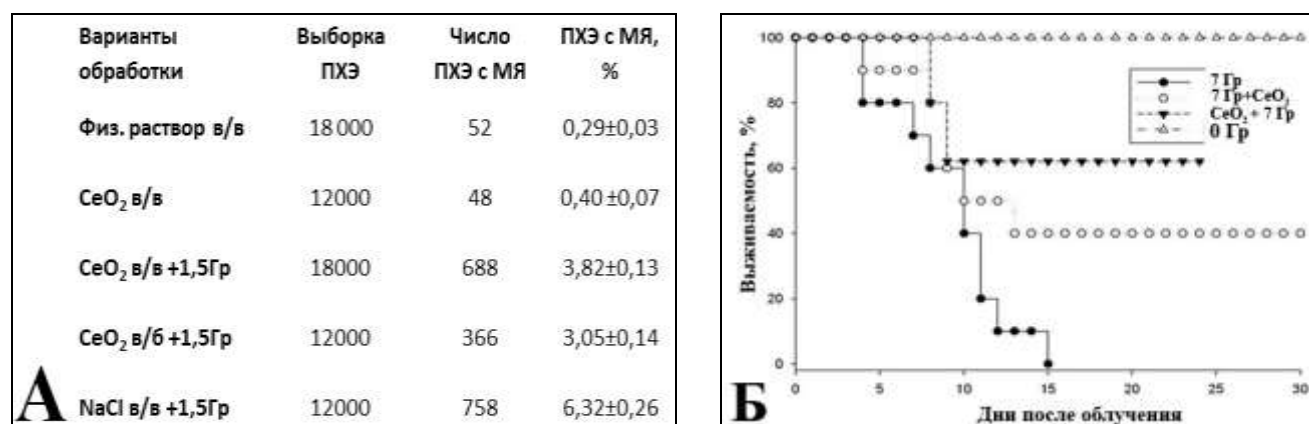 Варианты обработки Выборка ПХЭ Число ПХЭ с МЯ ПХЭ с МЯ, %
Физ. раствор в/в 18 000 52 0,29±0,03
CeO₂ в/в 12000 48 0,40±0,07
CeO₂ в/в +1,5Гр 18000 688 3,82±0,13
CeO₂ в/б +1,5Гр 12000 366 3,05±0,14
NaCl в/в +1,5Гр 12000 758 6,32±0,26
А
Выживаемость, %
100
80
60
40
20
0
7 Гр
7 Гр+CeO₂
CeO₂ + 7 Гр
0 Гр
0 5 10 15 20 25 30
Дни после облучения
Б